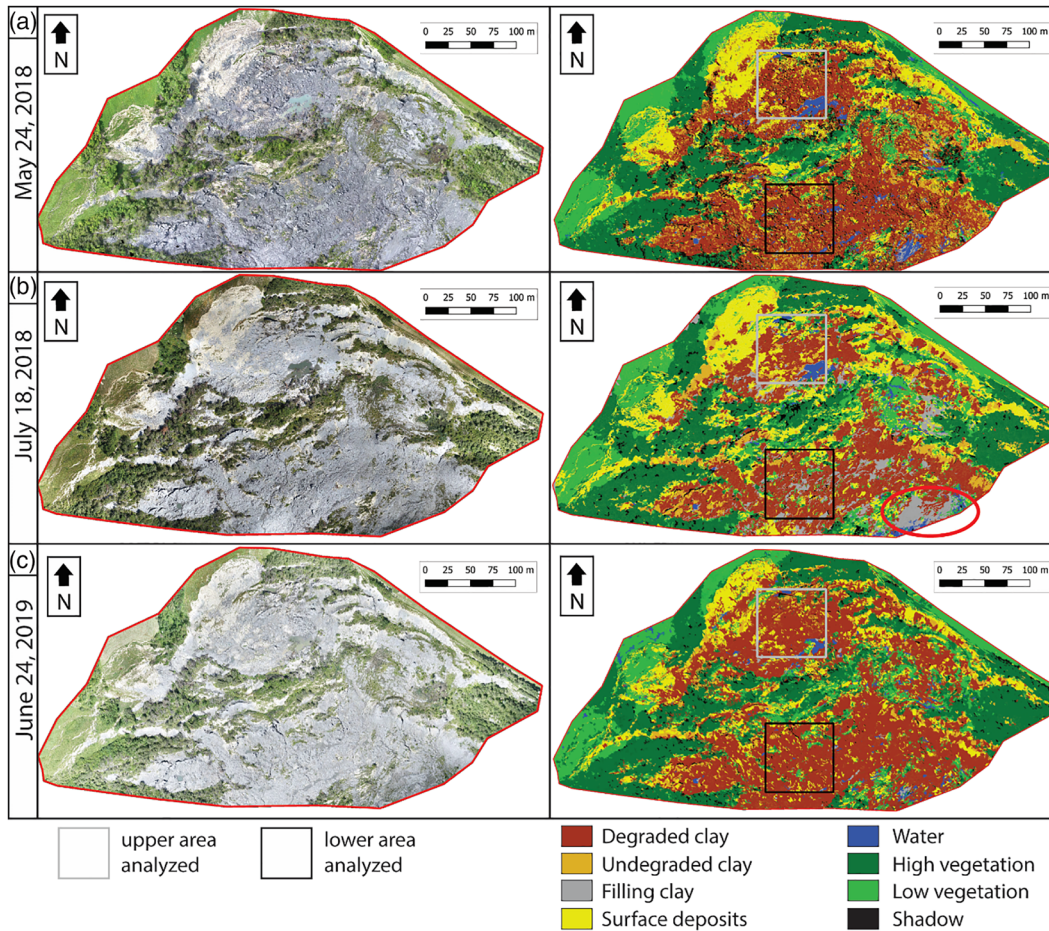 (a)
May 24, 2018
N
0 25 50 75 100 m
N
0 25 50 75 100 m
(b)
July 18, 2018
N
0 25 50 75 100 m
N
0 25 50 75 100 m
(c)
June 24, 2019
N
0 25 50 75 100 m
N
0 25 50 75 100 m
upper area
analyzed
lower area
analyzed
Degraded clay
Undegraded clay
Filling clay
Surface deposits
Water
High vegetation
Low vegetation
Shadow